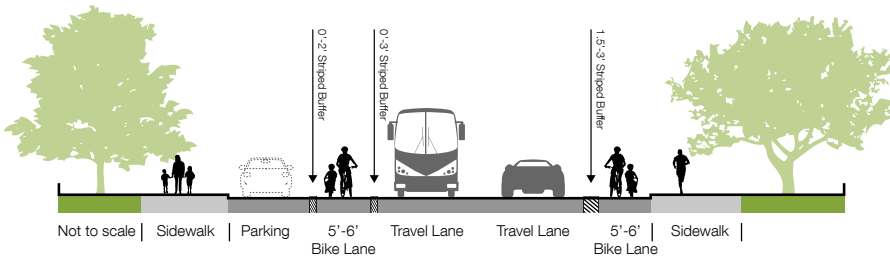 0'-2' Striped Buffer
0'-3' Striped Buffer
1.5'-3' Striped Buffer
Not to scale
Sidewalk
Parking
5'-6'
Bike Lane
Travel Lane
Travel Lane
5'-6'
Bike Lane
Sidewalk